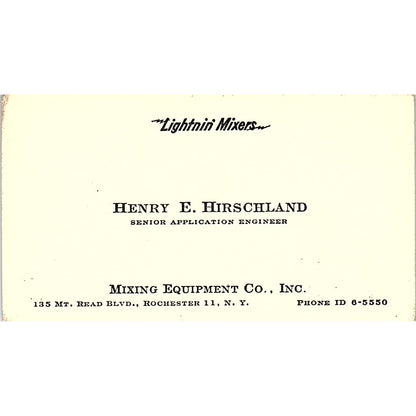 Lightnin Mixers
HENRY E. HIRSCHLAND
SENIOR APPLICATION ENGINEER
MIXING EQUIPMENT CO., INC.
135 MT. READ BLVD., ROCHESTER 11, N. Y. PHONE ID 6-5550